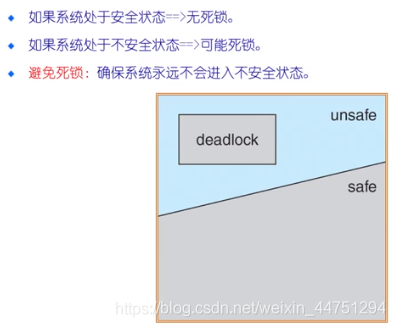 如果系统处于安全状态==>无死锁。
如果系统处于不安全状态==>可能死锁。
避免死锁：确保系统永远不会进入不安全状态。
unsafe
deadlock
safe
https://blog.csdn.net/weixin_44751294